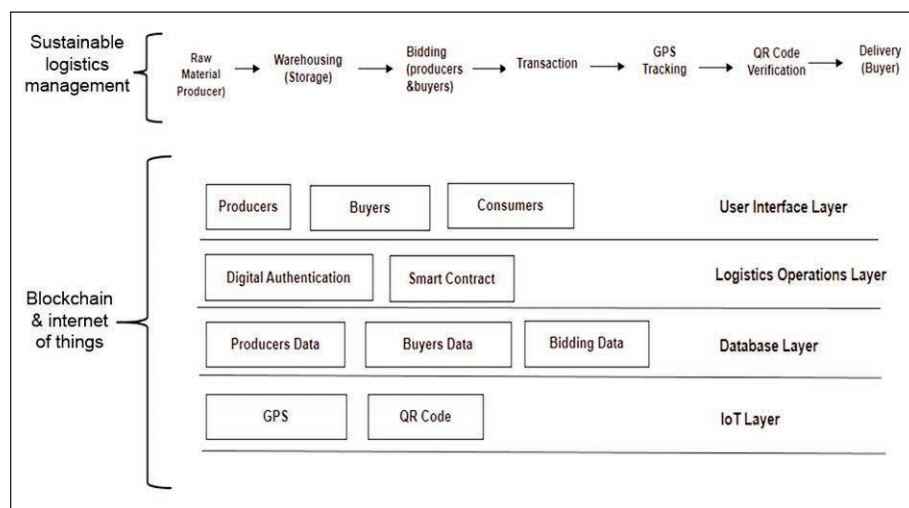 Sustainable
logistics
management
Raw
Material
Producer)
Warehousing
(Storage)
Bidding
(producers
&buyers)
Transaction
GPS
Tracking
QR Code
Verification
Delivery
(Buyer)
Blockchain
& internet
of things
Producers
Buyers
Consumers
User Interface Layer
Digital Authentication
Smart Contract
Logistics Operations Layer
Producers Data
Buyers Data
Bidding Data
Database Layer
GPS
QR Code
IoT Layer